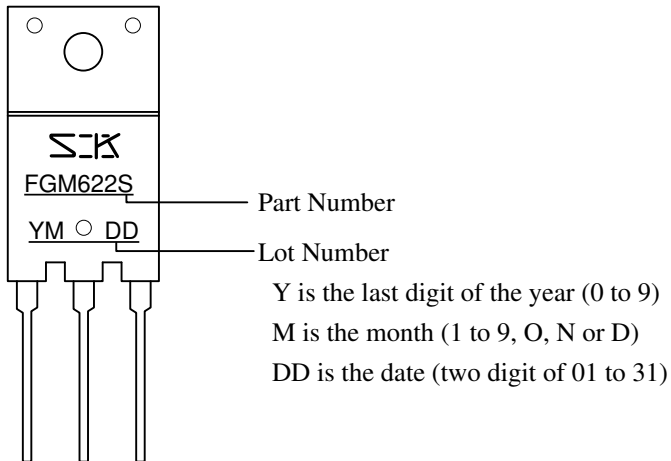 SK
FGM622S
Part Number
YM DD
Lot Number
Y is the last digit of the year (0 to 9)
M is the month (1 to 9, O, N or D)
DD is the date (two digit of 01 to 31)